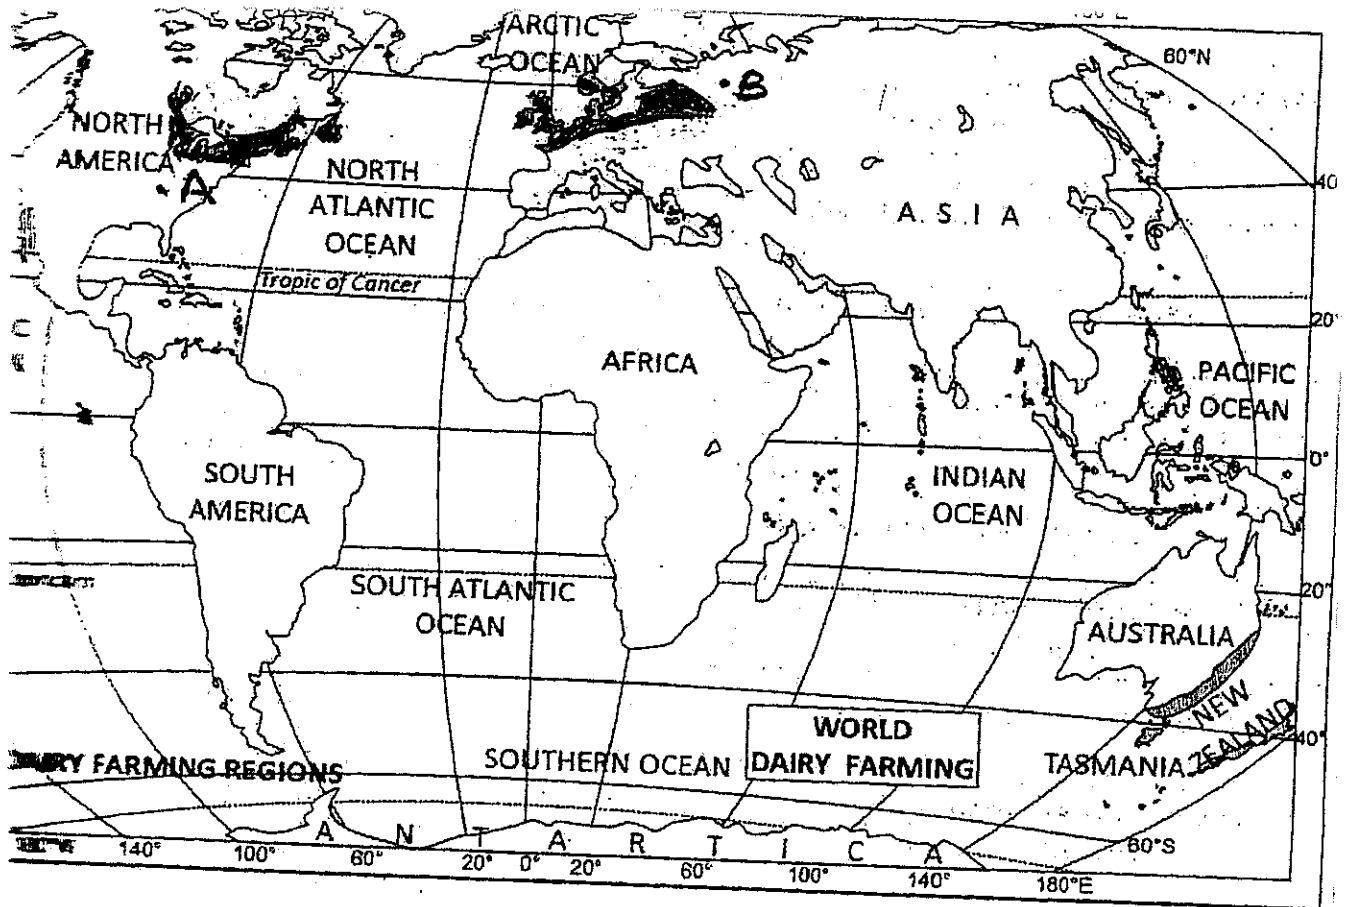 ARCTIC
OCEAN
60°N
B
NORTH
AMERICA
A
NORTH
ATLANTIC
OCEAN
40
A S I A
Tropic of Cancer
20°
AFRICA
PACIFIC
OCEAN
0°
SOUTH
AMERICA
INDIAN
OCEAN
SOUTH ATLANTIC
OCEAN
20°
AUSTRALIA
NEW
ZEALAND
WORLD
DAIRY FARMING
40°
SOUTHERN OCEAN
TASMANIA
FARMING REGIONS
A N T A R T I C A
60°S
140° 100° 60° 20° 0° 20° 60° 100° 140° 180°E